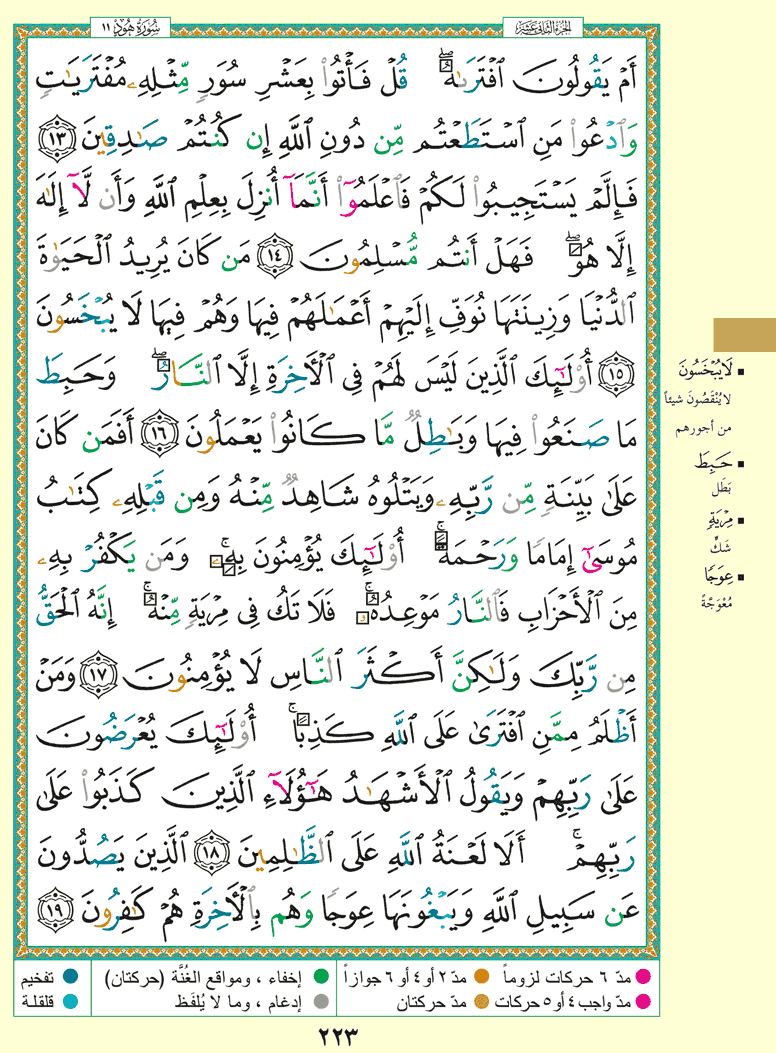 الجزء الثاني عشر
سُورَةُ هُودٍ ١١
أَمْ يَقُولُونَ ٱفْتَرَىٰهُۖ قُلْ فَأْتُوا۟ بِعَشْرِ سُوَرٍ مِّثْلِهِۦ مُفْتَرَيَـٰتٍ
وَٱدْعُوا۟ مَنِ ٱسْتَطَعْتُم مِّن دُونِ ٱللَّهِ إِن كُنتُمْ صَـٰدِقِينَ ١٣
فَإِلَّمْ يَسْتَجِيبُوا۟ لَكُمْ فَٱعْلَمُوٓا۟ أَنَّمَآ أُنزِلَ بِعِلْمِ ٱللَّهِ وَأَن لَّآ إِلَـٰهَ
إِلَّا هُوَۖ فَهَلْ أَنتُم مُّسْلِمُونَ ١٤ مَن كَانَ يُرِيدُ ٱلْحَيَوٰةَ
ٱلدُّنْيَا وَزِينَتَهَا نُوَفِّ إِلَيْهِمْ أَعْمَـٰلَهُمْ فِيهَا وَهُمْ فِيهَا لَا يُبْخَسُونَ
١٥ أُو۟لَـٰٓئِكَ ٱلَّذِينَ لَيْسَ لَهُمْ فِى ٱلْـَٔاخِرَةِ إِلَّا ٱلنَّارُۖ وَحَبِطَ
مَا صَنَعُوا۟ فِيهَا وَبَـٰطِلٌ مَّا كَانُوا۟ يَعْمَلُونَ ١٦ أَفَمَن كَانَ
عَلَىٰ بَيِّنَةٍ مِّن رَّبِّهِۦ وَيَتْلُوهُ شَاهِدٌ مِّنْهُ وَمِن قَبْلِهِۦ كِتَـٰبُ
مُوسَىٰٓ إِمَامًا وَرَحْمَةًۚ أُو۟لَـٰٓئِكَ يُؤْمِنُونَ بِهِۦۚ وَمَن يَكْفُرْ بِهِۦ
مِنَ ٱلْأَحْزَابِ فَٱلنَّارُ مَوْعِدُهُۥۚ فَلَا تَكُ فِى مِرْيَةٍ مِّنْهُۚ إِنَّهُ ٱلْحَقُّ
مِن رَّبِّكَ وَلَـٰكِنَّ أَكْثَرَ ٱلنَّاسِ لَا يُؤْمِنُونَ ١٧ وَمَنْ
أَظْلَمُ مِمَّنِ ٱفْتَرَىٰ عَلَى ٱللَّهِ كَذِبًاۚ أُو۟لَـٰٓئِكَ يُعْرَضُونَ
عَلَىٰ رَبِّهِمْ وَيَقُولُ ٱلْأَشْهَـٰدُ هَـٰٓؤُلَآءِ ٱلَّذِينَ كَذَبُوا۟ عَلَىٰ
رَبِّهِمْۚ أَلَا لَعْنَةُ ٱللَّهِ عَلَى ٱلظَّـٰلِمِينَ ١٨ ٱلَّذِينَ يَصُدُّونَ
عَن سَبِيلِ ٱللَّهِ وَيَبْغُونَهَا عِوَجًا وَهُم بِٱلْـَٔاخِرَةِ هُمْ كَـٰفِرُونَ ١٩
لَا يُبْخَسُونَ
لا يُنْقَصُونَ شيئاً
من أجورهم
حَبِطَ
بَطَل
مِرْيَةٍ
شَكٍّ
عِوَجًا
مُعْوَجَّةً
مدّ ٦ حركات لزوماً مدّ ٢ أو ٤ أو ٦ جوازاً إخفاء ، ومواقع الغُنَّة (حركتان) تفخيم
مدّ واجب ٤ أو ٥ حركات مدّ حركتان إدغام ، وما لا يُلفَظ قلقلة
٢٢٣